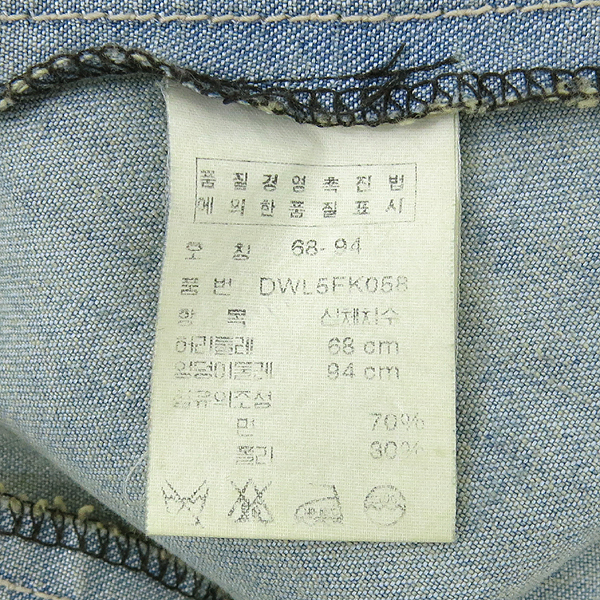 품 질 경 영 촉 진 법
에 의 한 품 질 표 시
호 칭 68-94
품 번 DWL5FK058
항 목 신체치수
허리둘레 68 cm
엉덩이둘레 94 cm
섬유의조성
면 70%
폴리 30%